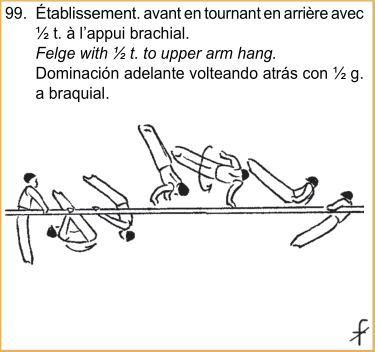 99. Établissement. avant en tournant en arrière avec
½ t. à l'appui brachial.
Felge with ½ t. to upper arm hang.
Dominación adelante volteando atrás con ½ g.
a braquial.
f